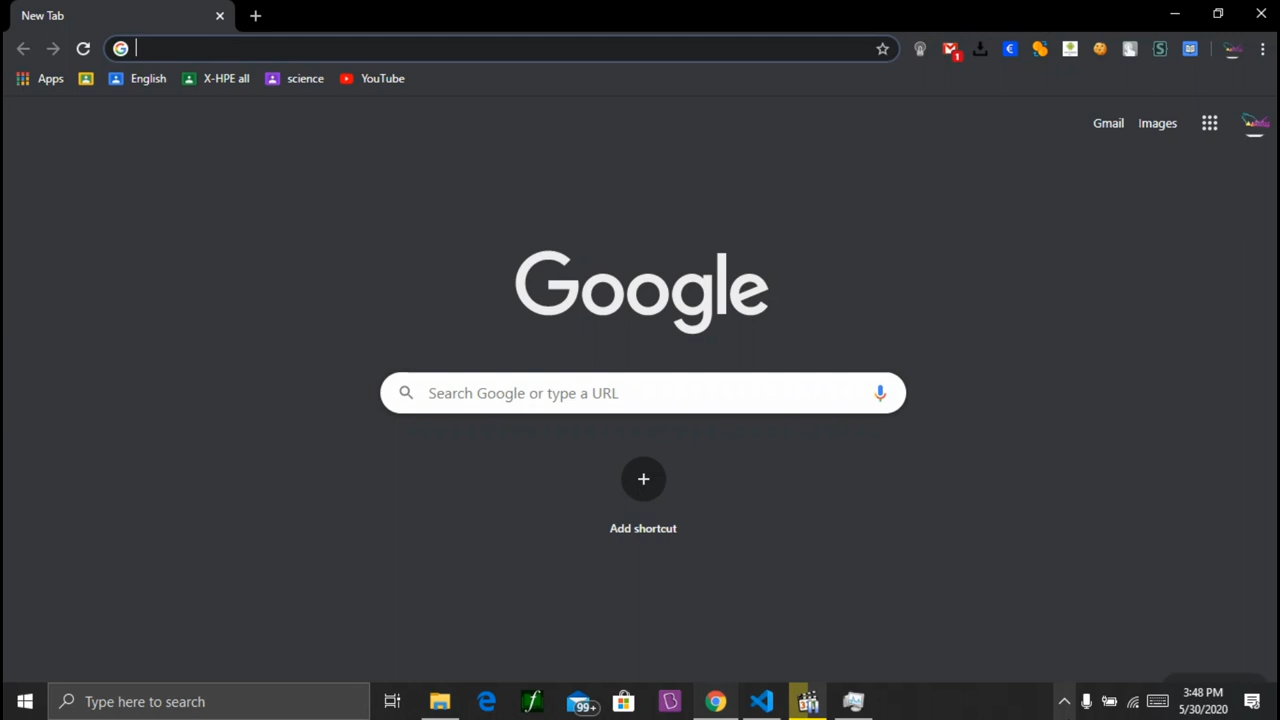 New Tab
1
Apps English X-HPE all science YouTube
Gmail Images
Google
Search Google or type a URL
Add shortcut
Type here to search
99+
3:48 PM
5/30/2020